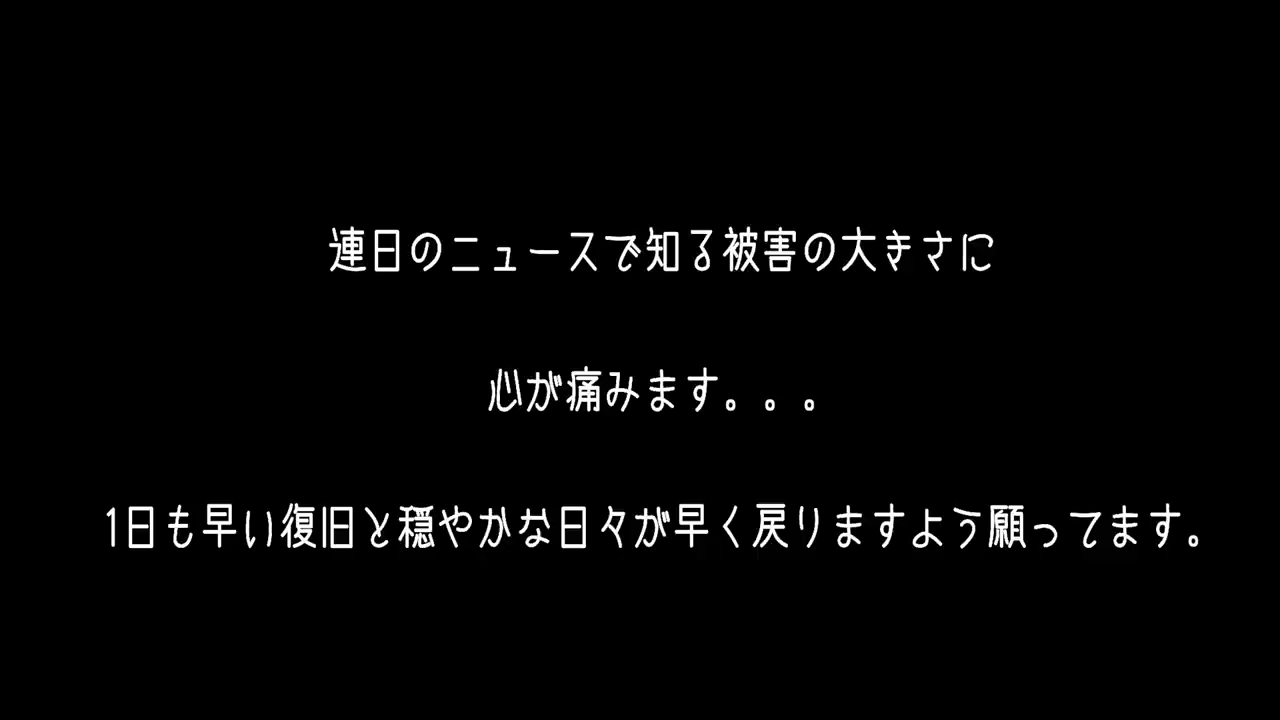 連日のニュースで知る被害の大きさに
心が痛みます。。。
1日も早い復旧と穏やかな日々が早く戻りますよう願ってます。